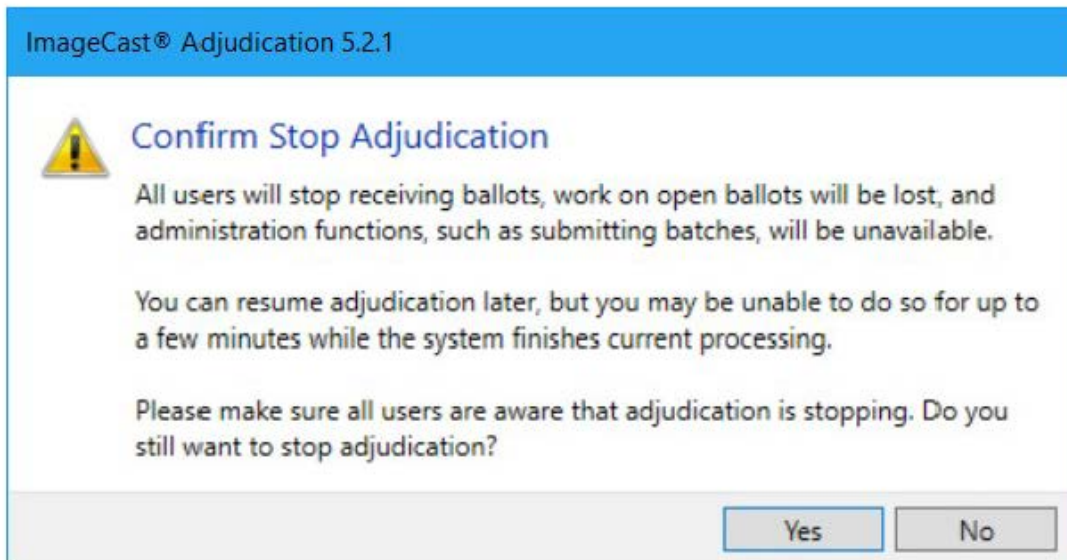 ImageCast® Adjudication 5.2.1
Confirm Stop Adjudication
All users will stop receiving ballots, work on open ballots will be lost, and
administration functions, such as submitting batches, will be unavailable.
You can resume adjudication later, but you may be unable to do so for up to
a few minutes while the system finishes current processing.
Please make sure all users are aware that adjudication is stopping. Do you
still want to stop adjudication?
Yes No